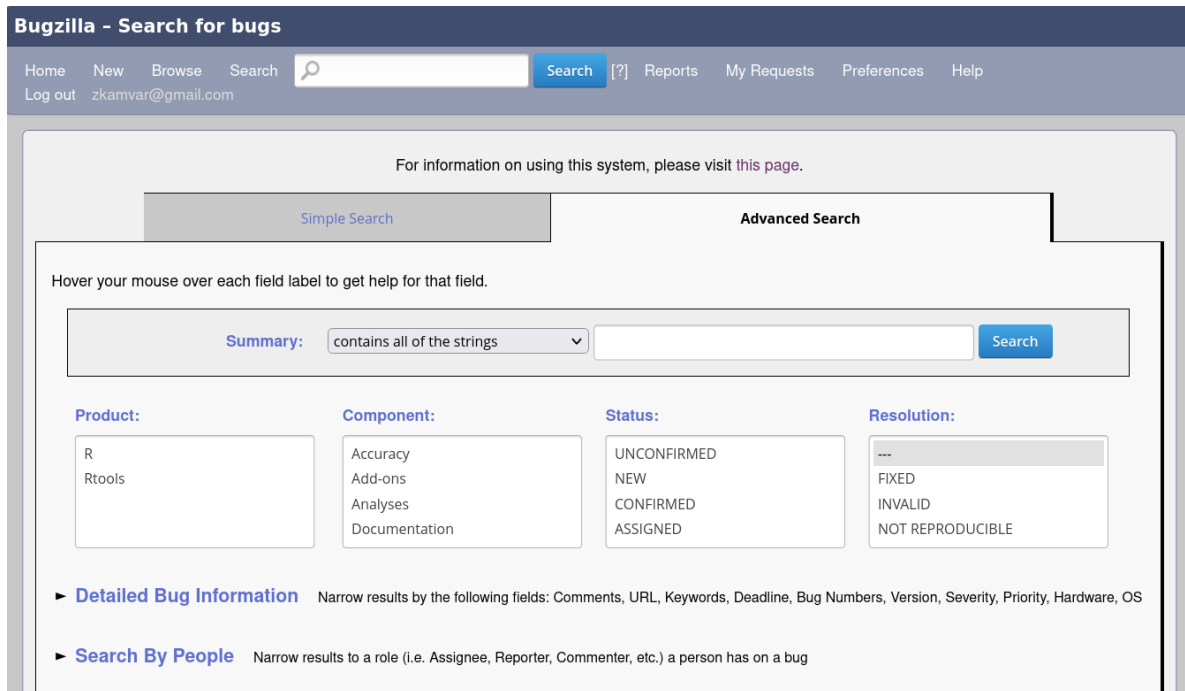 Bugzilla – Search for bugs
Home New Browse Search Search [?] Reports My Requests Preferences Help
Log out zkamvar@gmail.com
For information on using this system, please visit this page.
Simple Search Advanced Search
Hover your mouse over each field label to get help for that field.
Summary: contains all of the strings Search
Product: Component: Status: Resolution:
R Accuracy UNCONFIRMED ---
Rtools Add-ons NEW FIXED
Analyses CONFIRMED INVALID
Documentation ASSIGNED NOT REPRODUCIBLE
► Detailed Bug Information Narrow results by the following fields: Comments, URL, Keywords, Deadline, Bug Numbers, Version, Severity, Priority, Hardware, OS
► Search By People Narrow results to a role (i.e. Assignee, Reporter, Commenter, etc.) a person has on a bug